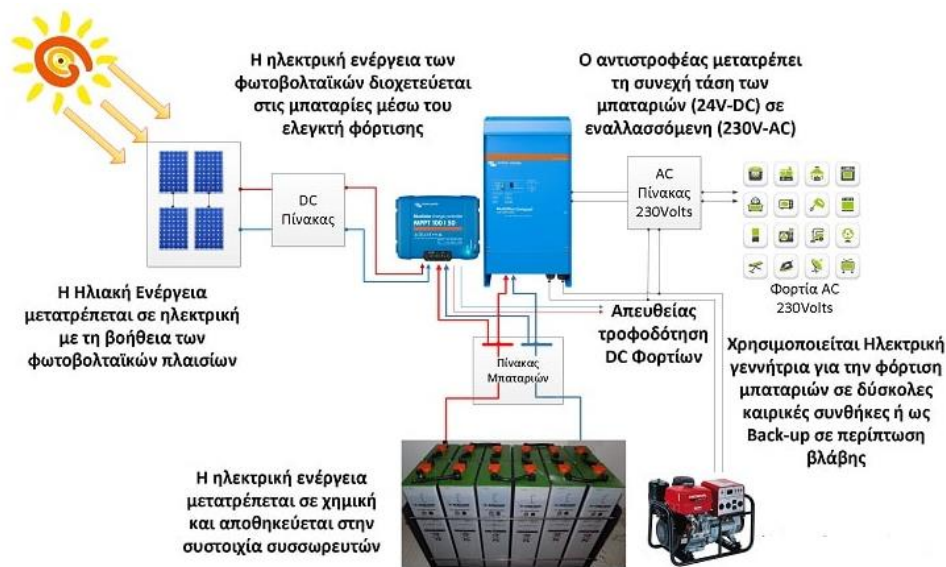 Η ηλεκτρική ενέργεια των
φωτοβολταϊκών διοχετεύεται
στις μπαταρίες μέσω του
ελεγκτή φόρτισης
Ο αντιστροφέας μετατρέπει
τη συνεχή τάση των
μπαταριών (24V-DC) σε
εναλλασσόμενη (230V-AC)
DC
Πίνακας
MPPT 100 | 50
AC
Πίνακας
230Volts
Φορτία AC
230Volts
Η Ηλιακή Ενέργεια
μετατρέπεται σε ηλεκτρική
με τη βοήθεια των
φωτοβολταϊκών πλαισίων
Απευθείας
τροφοδότηση
DC Φορτίων
Πίνακας
Μπαταριών
Χρησιμοποιείται Ηλεκτρική
γεννήτρια για την φόρτιση
μπαταριών σε δύσκολες
καιρικές συνθήκες ή ως
Back-up σε περίπτωση
βλάβης
Η ηλεκτρική ενέργεια
μετατρέπεται σε χημική
και αποθηκεύεται στην
συστοιχία συσσωρευτών